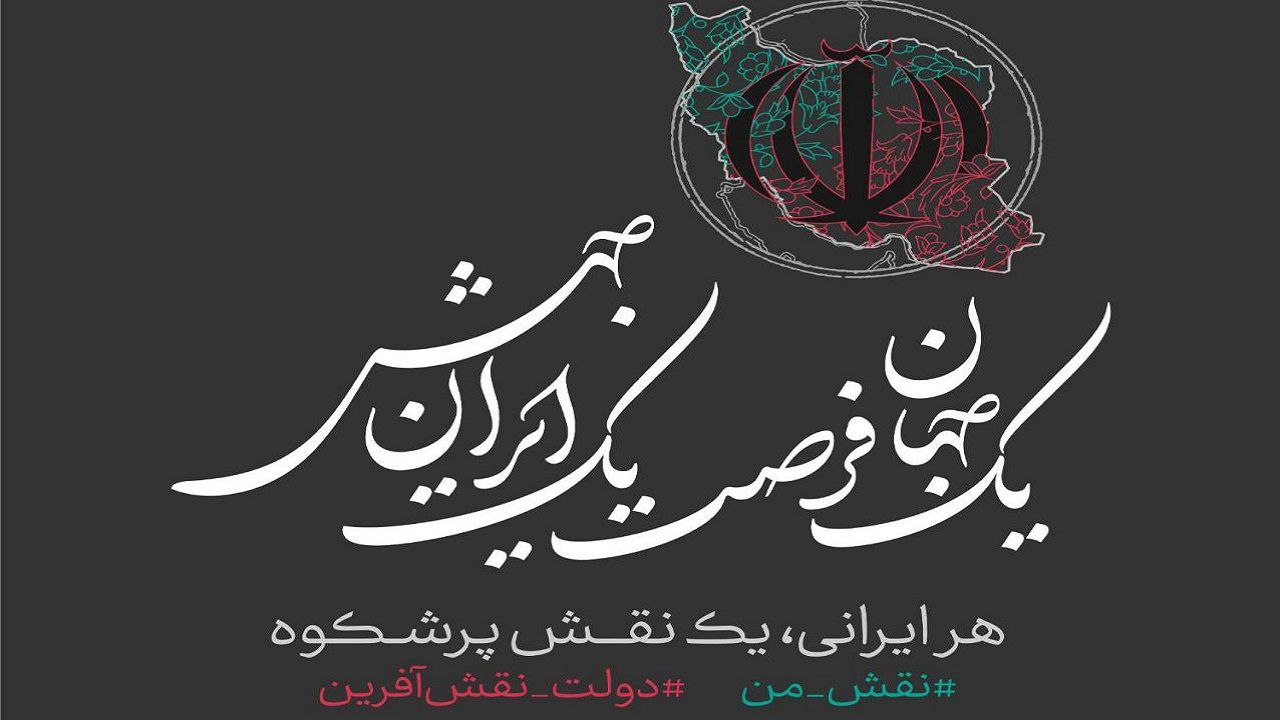 یک جهان فرصت یک ایران جهش
هر ایرانی، یک نقش پرشکوه
#نقش_من #دولت_نقش‌آفرین